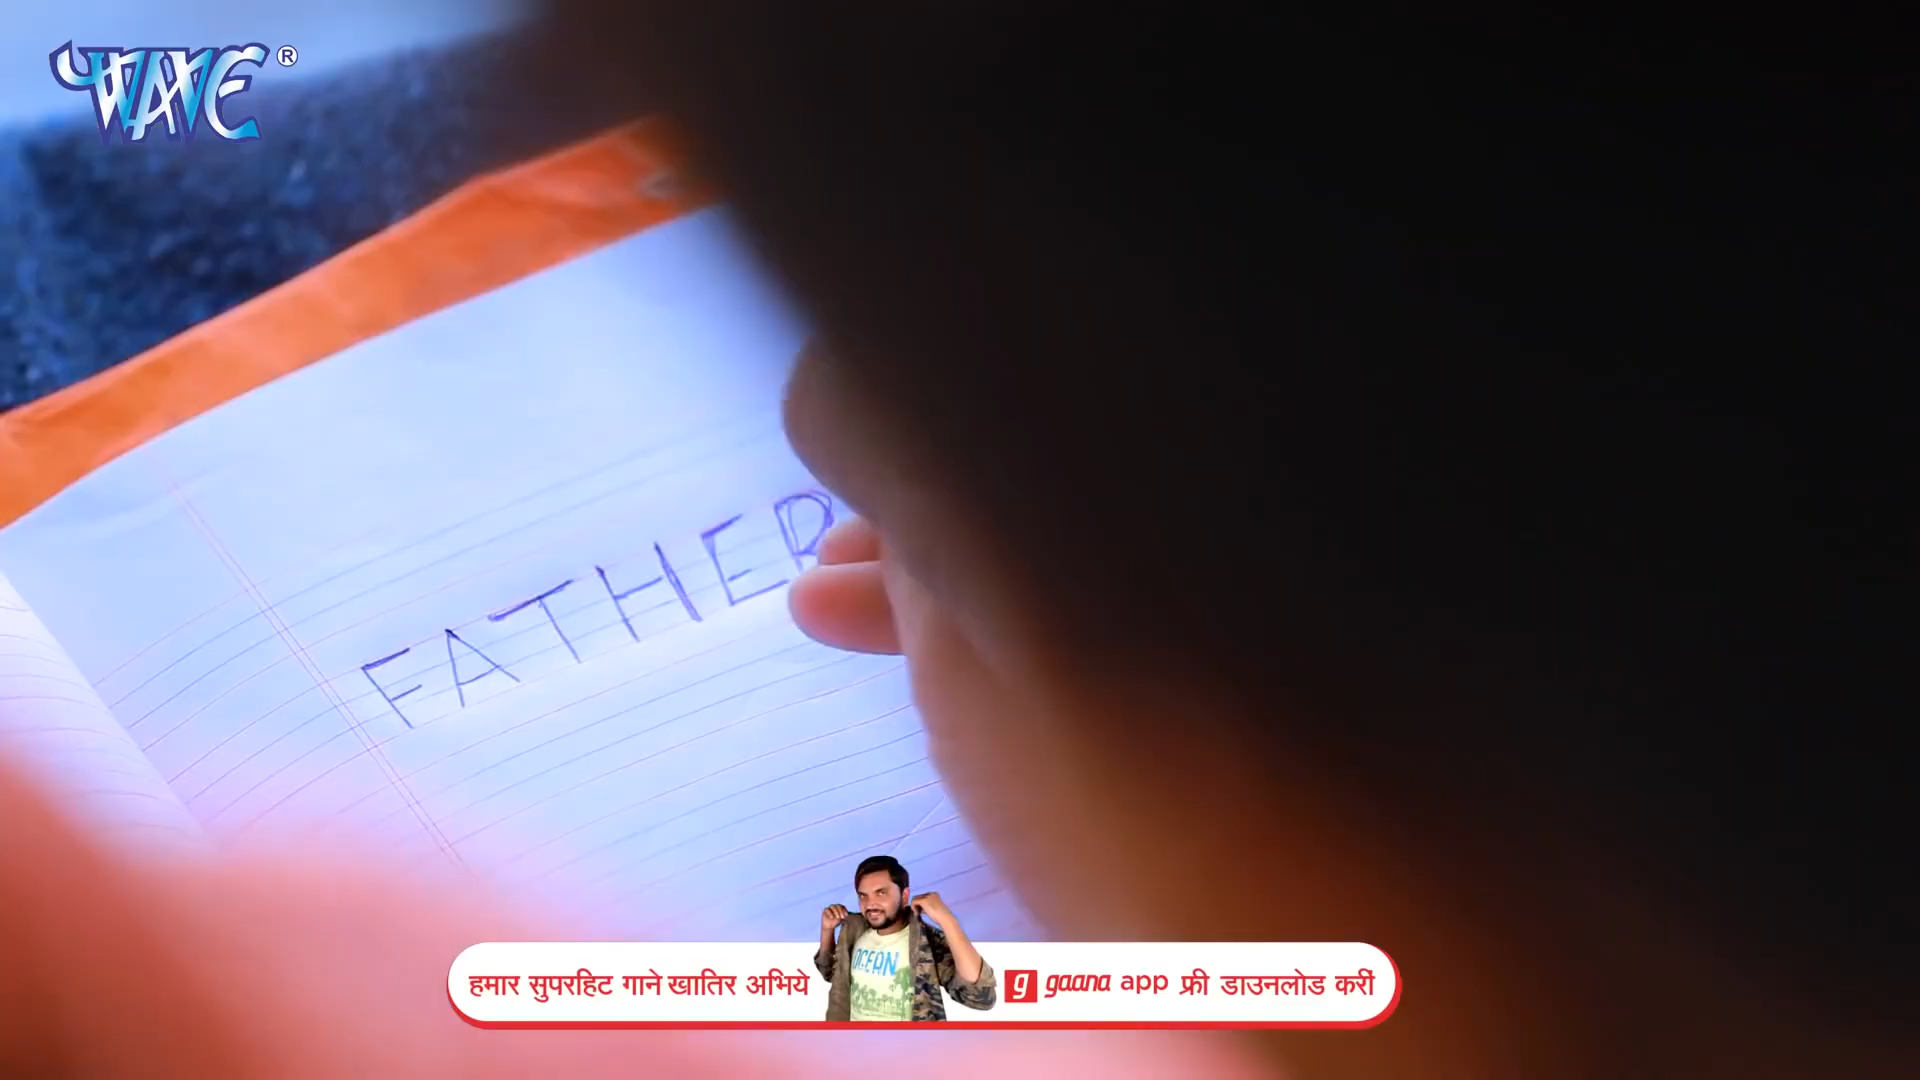 WAVE ®
FATHER
हमार सुपरहिट गाने खातिर अभिये
OCEAN
g gaana app फ्री डाउनलोड करीं